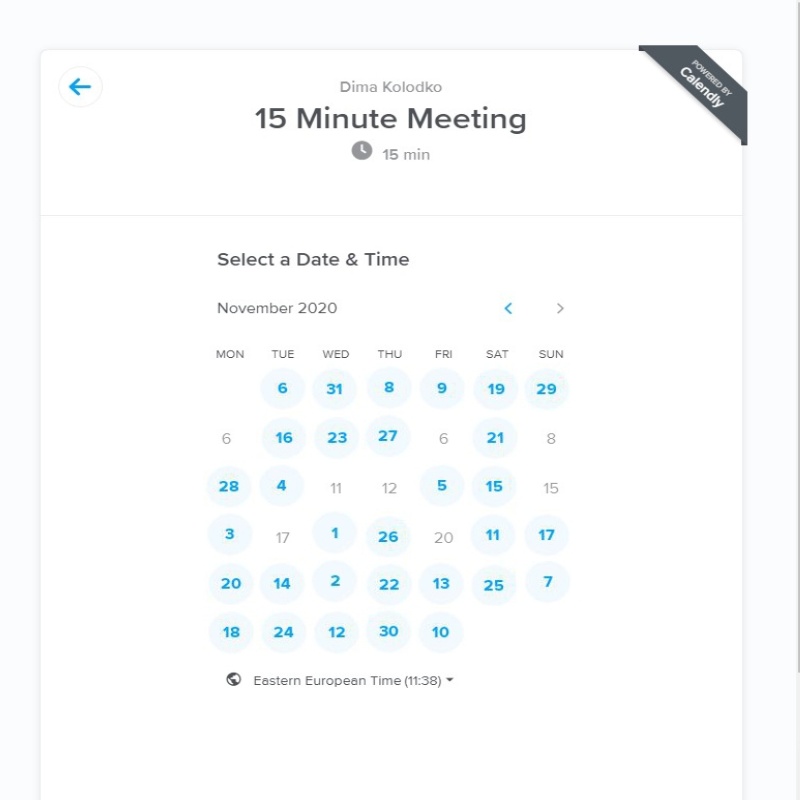 POWERED BY
Calendly
Dima Kolodko
15 Minute Meeting
15 min
Select a Date & Time
November 2020
MON TUE WED THU FRI SAT SUN
6 31 8 9 19 29
6 16 23 27 6 21 8
28 4 11 12 5 15 15
3 17 1 26 20 11 17
20 14 2 22 13 25 7
18 24 12 30 10
Eastern European Time (11:38)